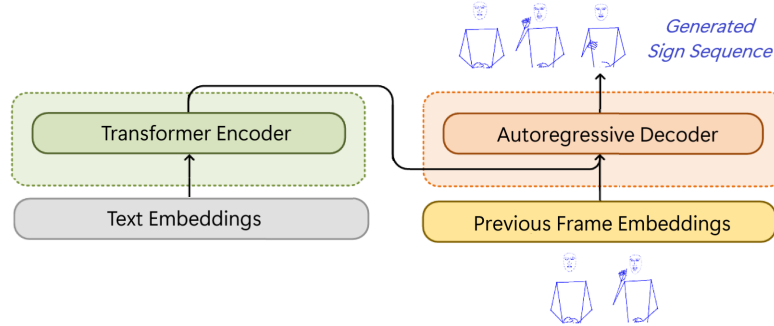 Generated
Sign Sequence
Transformer Encoder
Autoregressive Decoder
Text Embeddings
Previous Frame Embeddings